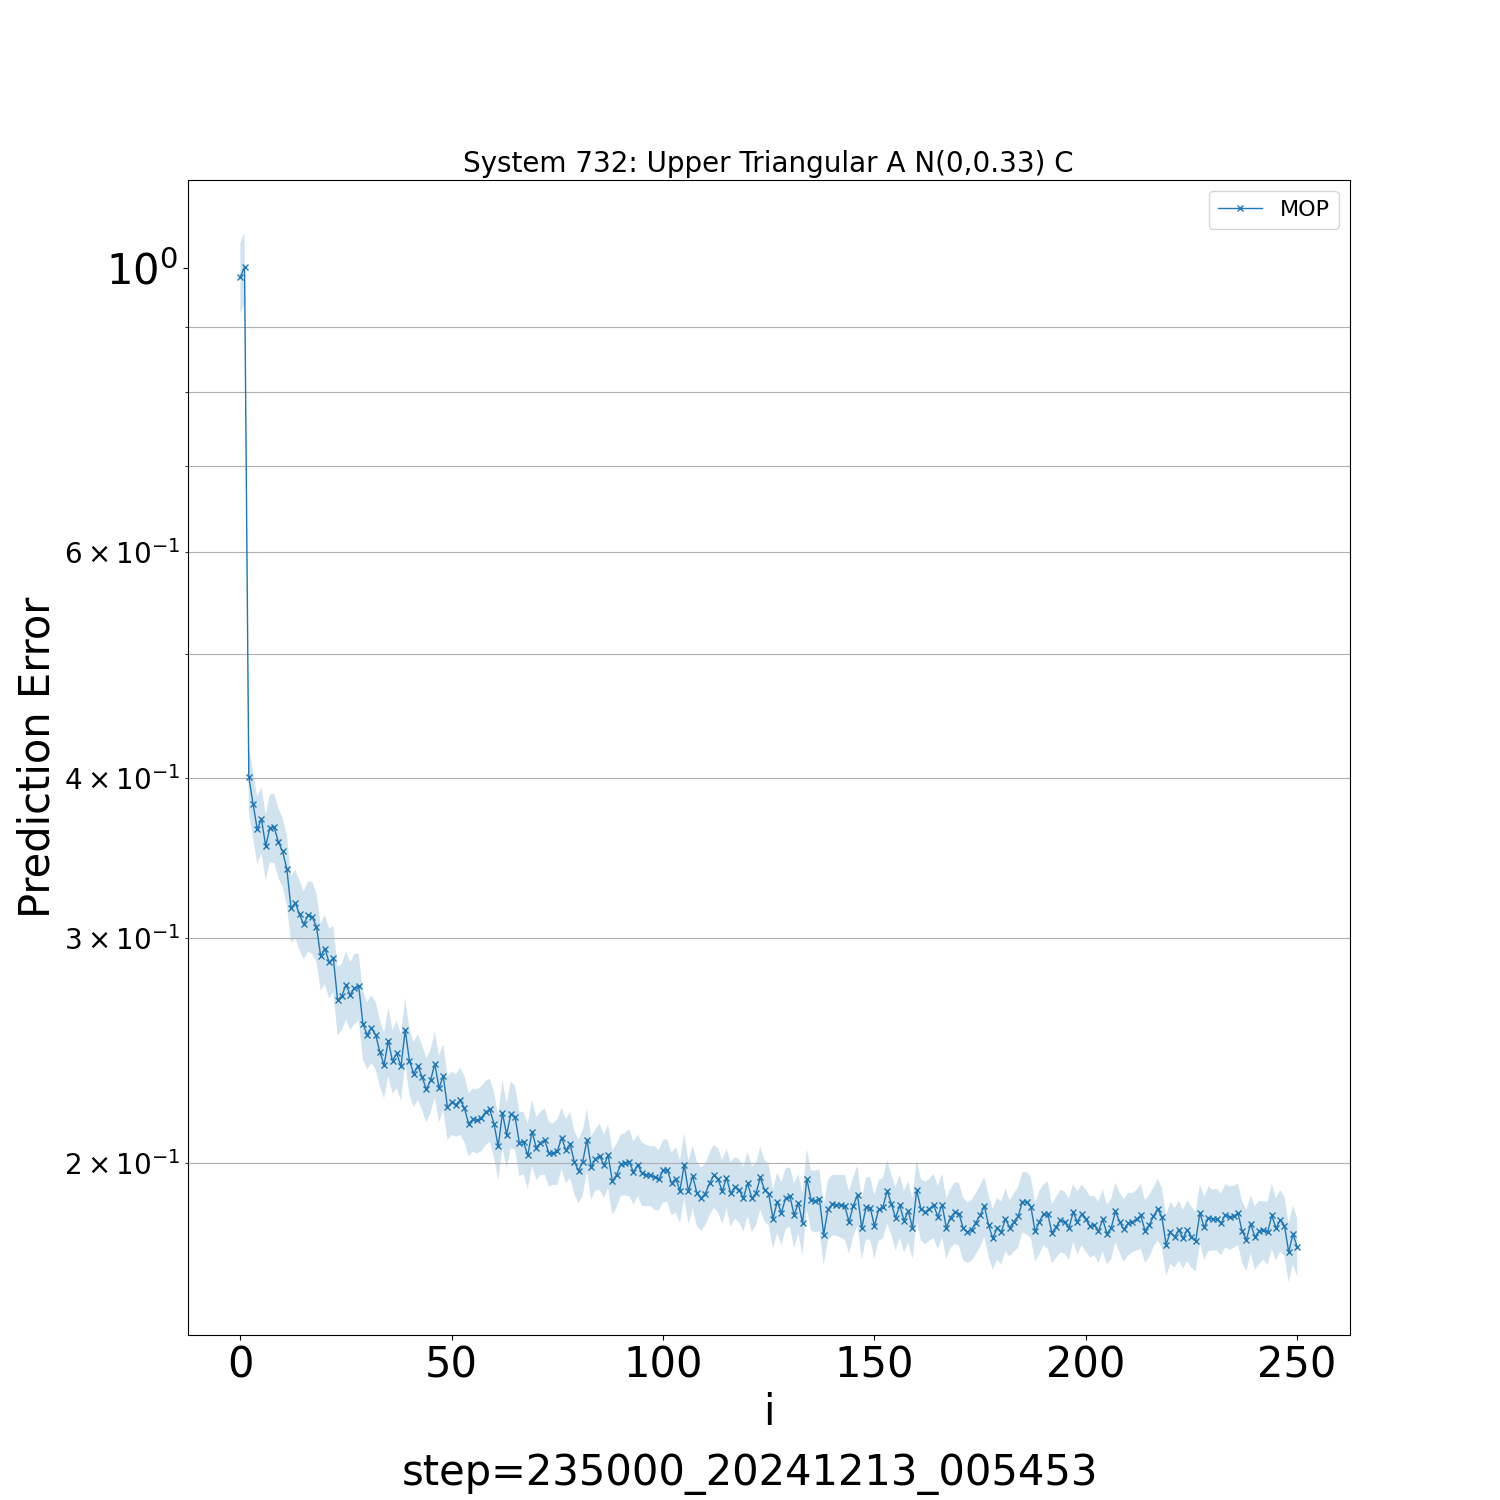 System 732: Upper Triangular A N(0,0.33) C
MOP
10⁰
6 × 10⁻¹
4 × 10⁻¹
3 × 10⁻¹
2 × 10⁻¹
Prediction Error
0 50 100 150 200 250
i
step=235000_20241213_005453